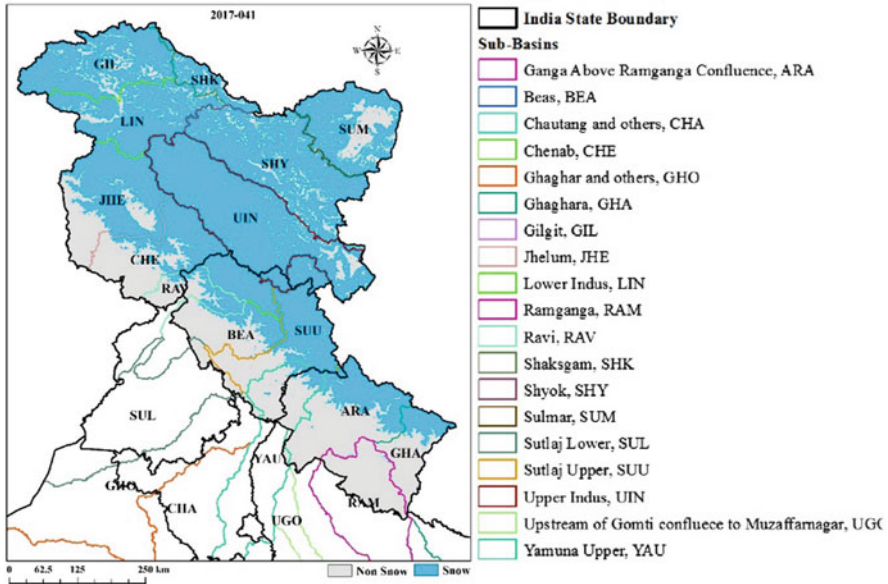 2017-041
N
W E
S
GIL
SHK
LIN
SUM
SHY
JHE
UIN
CHE
RAV
BEA
SUU
SUL
ARA
GHA
YAU
GHO
CHA
RAM
UGO
0 62.5 125 250 km
Non Snow
Snow
India State Boundary
Sub-Basins
Ganga Above Ramganga Confluence, ARA
Beas, BEA
Chautang and others, CHA
Chenab, CHE
Ghaghar and others, GHO
Ghaghara, GHA
Gilgit, GIL
Jhelum, JHE
Lower Indus, LIN
Ramganga, RAM
Ravi, RAV
Shaksgam, SHK
Shyok, SHY
Sulmar, SUM
Sutlaj Lower, SUL
Sutlaj Upper, SUU
Upper Indus, UIN
Upstream of Gomti confluece to Muzaffarnagar, UGO
Yamuna Upper, YAU